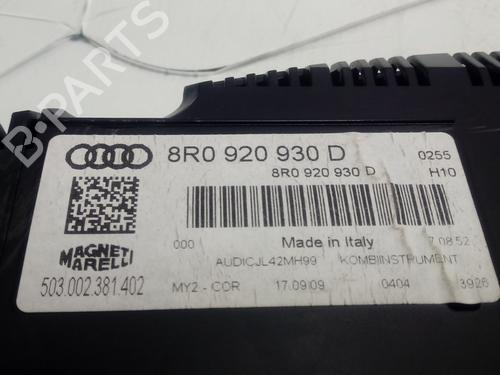 B-PARTS
8R0 920 930 D
0255
8R0 920 930 D
H10
000
Made in Italy
7.08.52
MAGNETI
MARELLI
AUDICJL42MH99
KOMBIINSTRUMENT
503.002.381.402
MY2 - COR
17.09.09
0404
3926